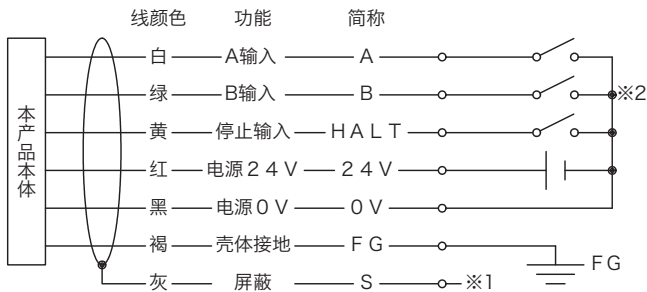 线颜色 功能 简称
白 A输入 A
绿 B输入 B ※2
黄 停止输入 HALT
红 电源24V 24V
黑 电源0V 0V
褐 壳体接地 FG FG
灰 屏蔽 S ※1
本产品本体